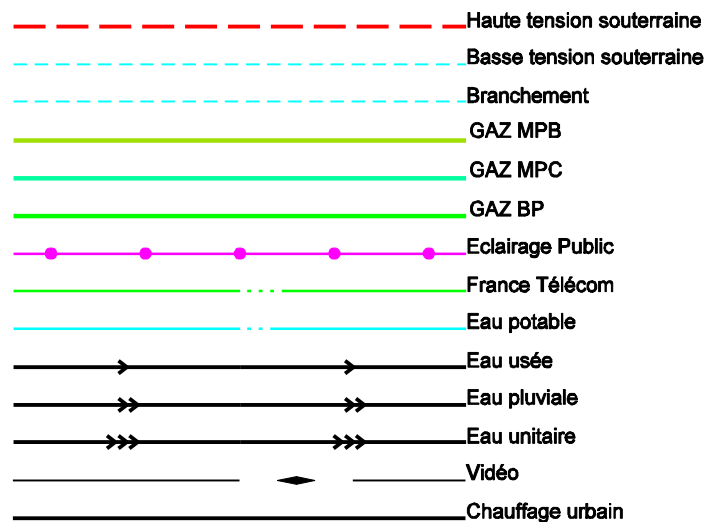 Haute tension souterraine
Basse tension souterraine
Branchement
GAZ MPB
GAZ MPC
GAZ BP
Eclairage Public
France Télécom
Eau potable
Eau usée
Eau pluviale
Eau unitaire
Vidéo
Chauffage urbain